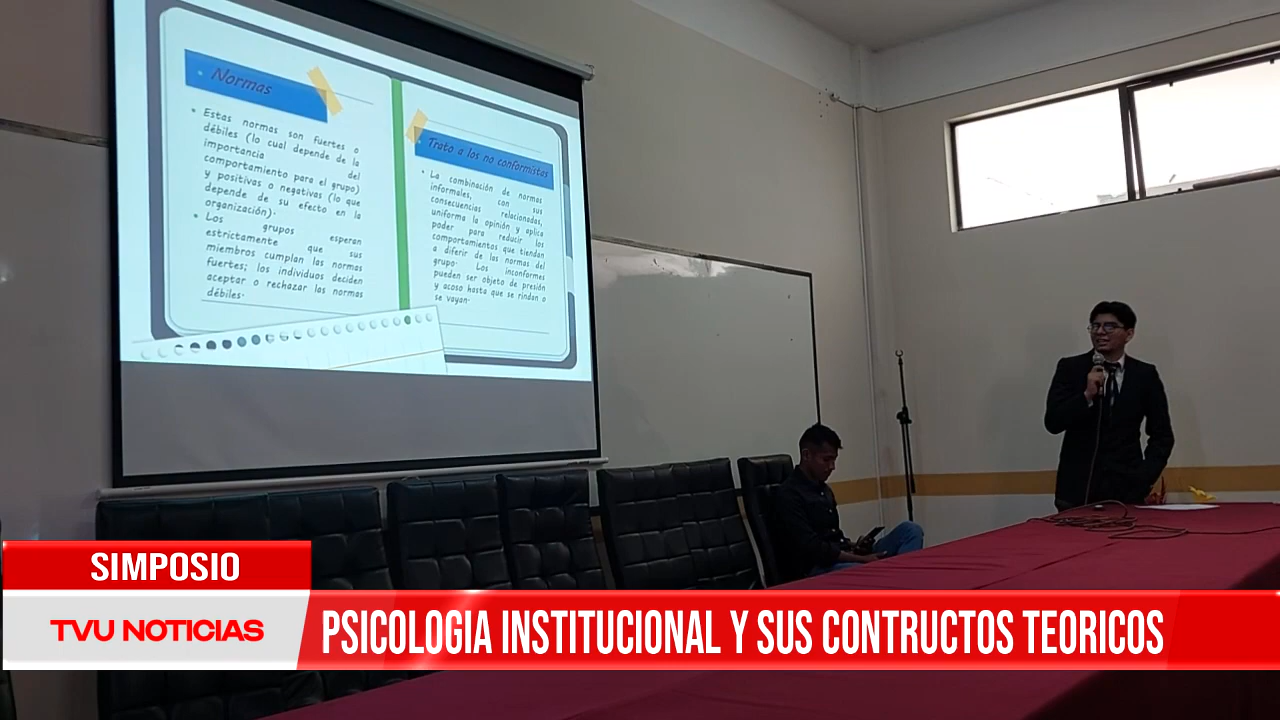 Normas
• Estas normas son fuertes o
débiles (lo cual depende de la
importancia del
comportamiento para el grupo)
y positivas o negativas (lo que
depende de su efecto en la
organización).
• Los grupos esperan
estrictamente que sus
miembros cumplan las normas
fuertes; los individuos deciden
aceptar o rechazar las normas
débiles.
Trato a los no conformistas
• La combinación de normas
informales, con sus
consecuencias relacionadas,
uniforma la opinión y aplica
poder para reducir los
comportamientos que tiendan
a diferir de las normas del
grupo. Los inconformes
pueden ser objeto de presión
y acoso hasta que se rindan o
se vayan.
SIMPOSIO
TVU NOTICIAS
PSICOLOGIA INSTITUCIONAL Y SUS CONTRUCTOS TEORICOS